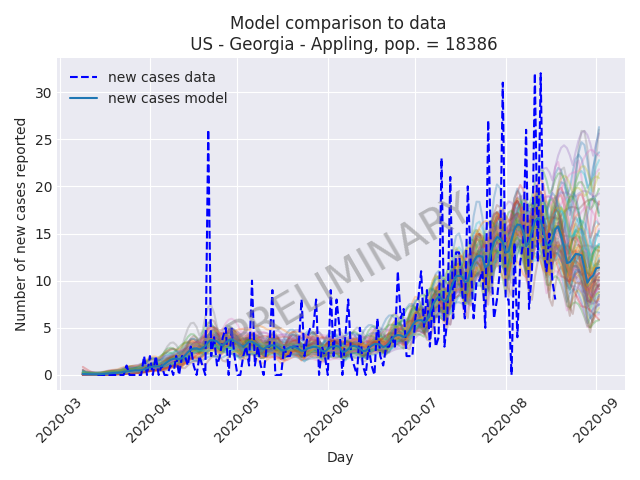 Model comparison to data
US - Georgia - Appling, pop. = 18386
new cases data
new cases model
PRELIMINARY
Number of new cases reported
30
25
20
15
10
5
0
2020-03
2020-04
2020-05
2020-06
2020-07
2020-08
2020-09
Day